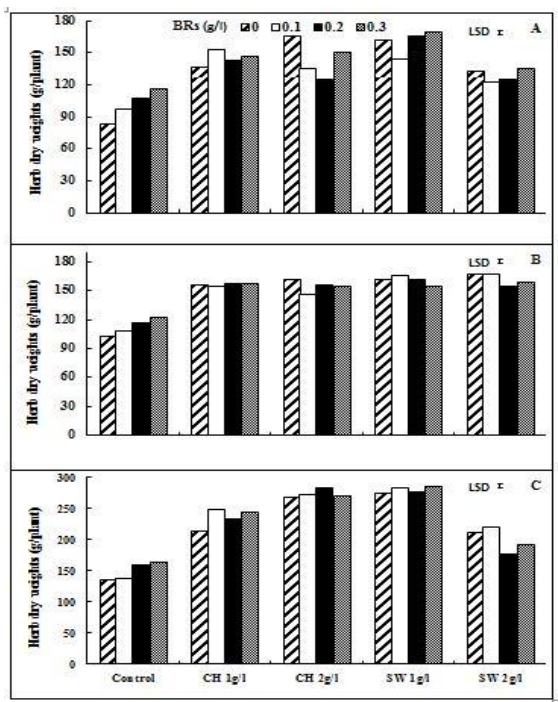 BRs (g/l) 0 0.1 0.2 0.3
LSD A
Herb dry weights (g/plant)
180
150
120
90
60
30
0
LSD B
Herb dry weights (g/plant)
180
150
120
90
60
30
0
LSD C
Herb dry weights (g/plant)
300
250
200
150
100
50
0
Control CH 1g/l CH 2g/l SW 1g/l SW 2g/l